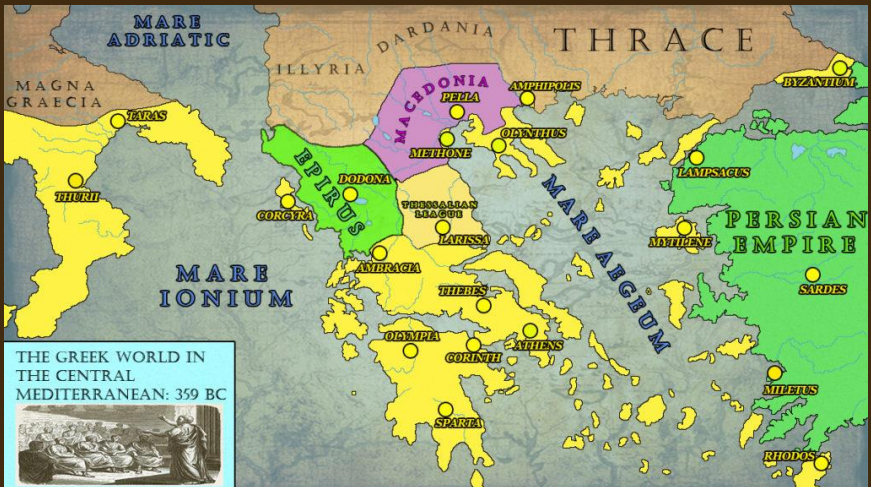 MARE
ADRIATIC
DARDANIA
THRACE
ILLYRIA
MAGNA
GRAECIA
TARAS
THURII
MACEDONIA
PELLA
AMPHIPOLIS
OLYNTHUS
METHONE
BYZANTIUM
EPIRUS
DODONA
CORCYRA
THESSALIAN
LEAGUE
LARISSA
AMBRACIA
LAMPSACUS
MYTILENE
PERSIAN
EMPIRE
SARDES
MARE
IONIUM
MARE AEGEUM
THEBES
OLYMPIA
CORINTH
ATHENS
SPARTA
MILETUS
RHODOS
THE GREEK WORLD IN
THE CENTRAL
MEDITERRANEAN: 359 BC